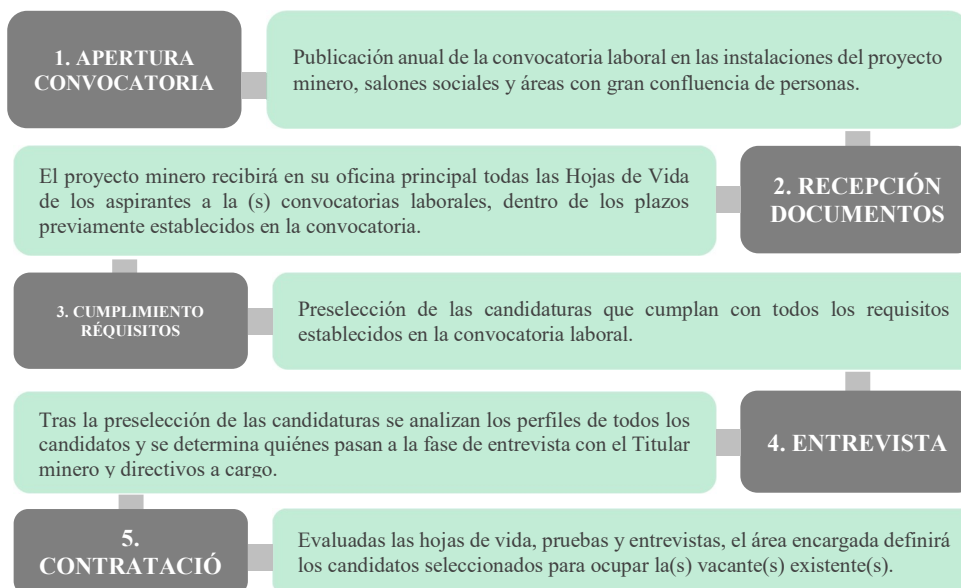 1. APERTURA
CONVOCATORIA
Publicación anual de la convocatoria laboral en las instalaciones del proyecto
minero, salones sociales y áreas con gran confluencia de personas.
El proyecto minero recibirá en su oficina principal todas las Hojas de Vida
de los aspirantes a la (s) convocatorias laborales, dentro de los plazos
previamente establecidos en la convocatoria.
2. RECEPCIÓN
DOCUMENTOS
3. CUMPLIMIENTO
RÉQUISITOS
Preselección de las candidaturas que cumplan con todos los requisitos
establecidos en la convocatoria laboral.
Tras la preselección de las candidaturas se analizan los perfiles de todos los
candidatos y se determina quiénes pasan a la fase de entrevista con el Titular
minero y directivos a cargo.
4. ENTREVISTA
5.
CONTRATACIÓ
Evaluadas las hojas de vida, pruebas y entrevistas, el área encargada definirá
los candidatos seleccionados para ocupar la(s) vacante(s) existente(s).